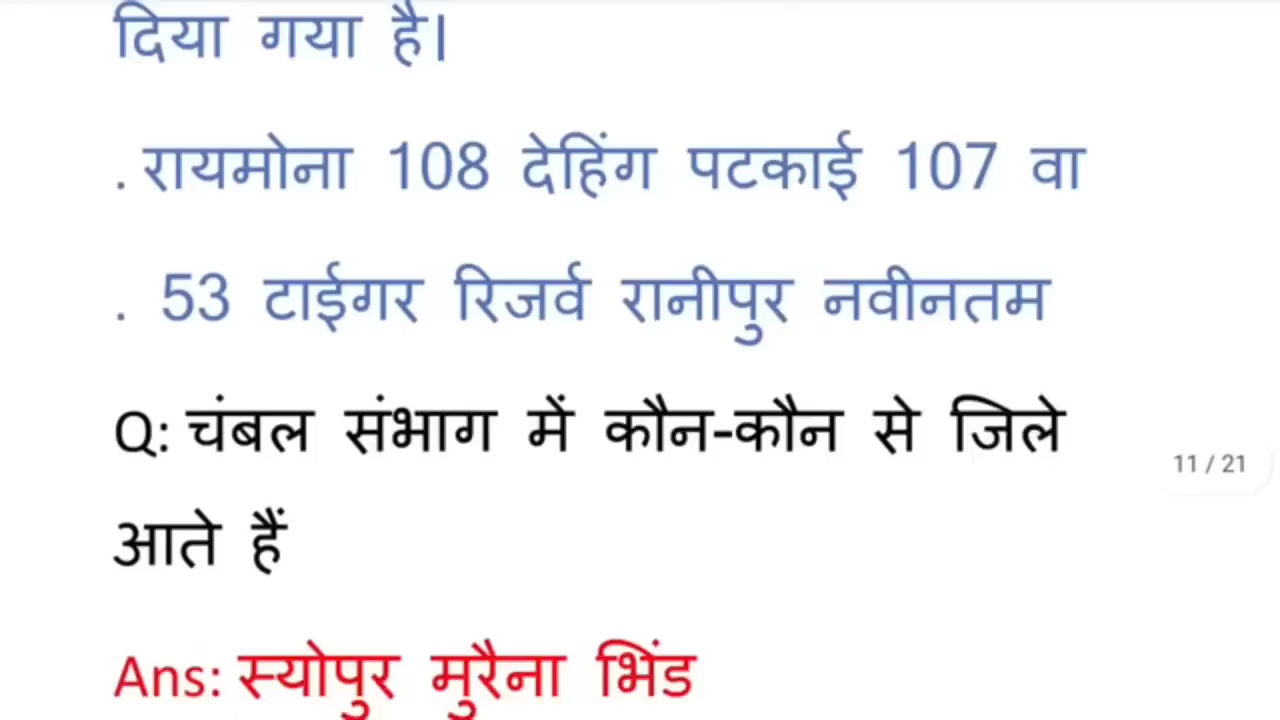 दिया गया है।
. रायमोना 108 देहिंग पटकाई 107 वा
. 53 टाईगर रिजर्व रानीपुर नवीनतम
Q: चंबल संभाग में कौन-कौन से जिले
11 / 21
आते हैं
Ans: स्योपुर मुरैना भिंड